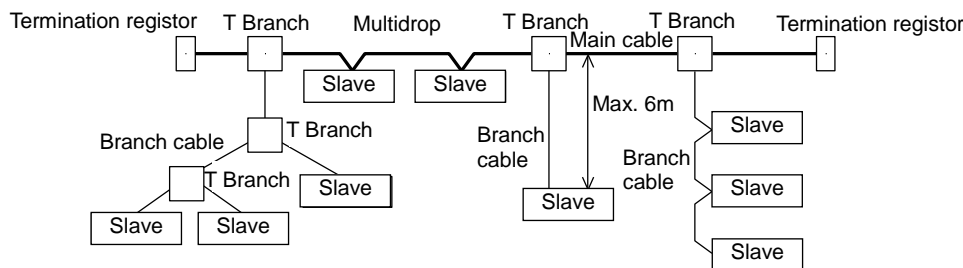 Termination registor
T Branch
Multidrop
T Branch
Main cable
T Branch
Termination registor
Slave
Slave
Max. 6m
T Branch
Branch cable
T Branch
Slave
Slave
Slave
Branch
cable
Slave
Branch
cable
Slave
Slave
Slave